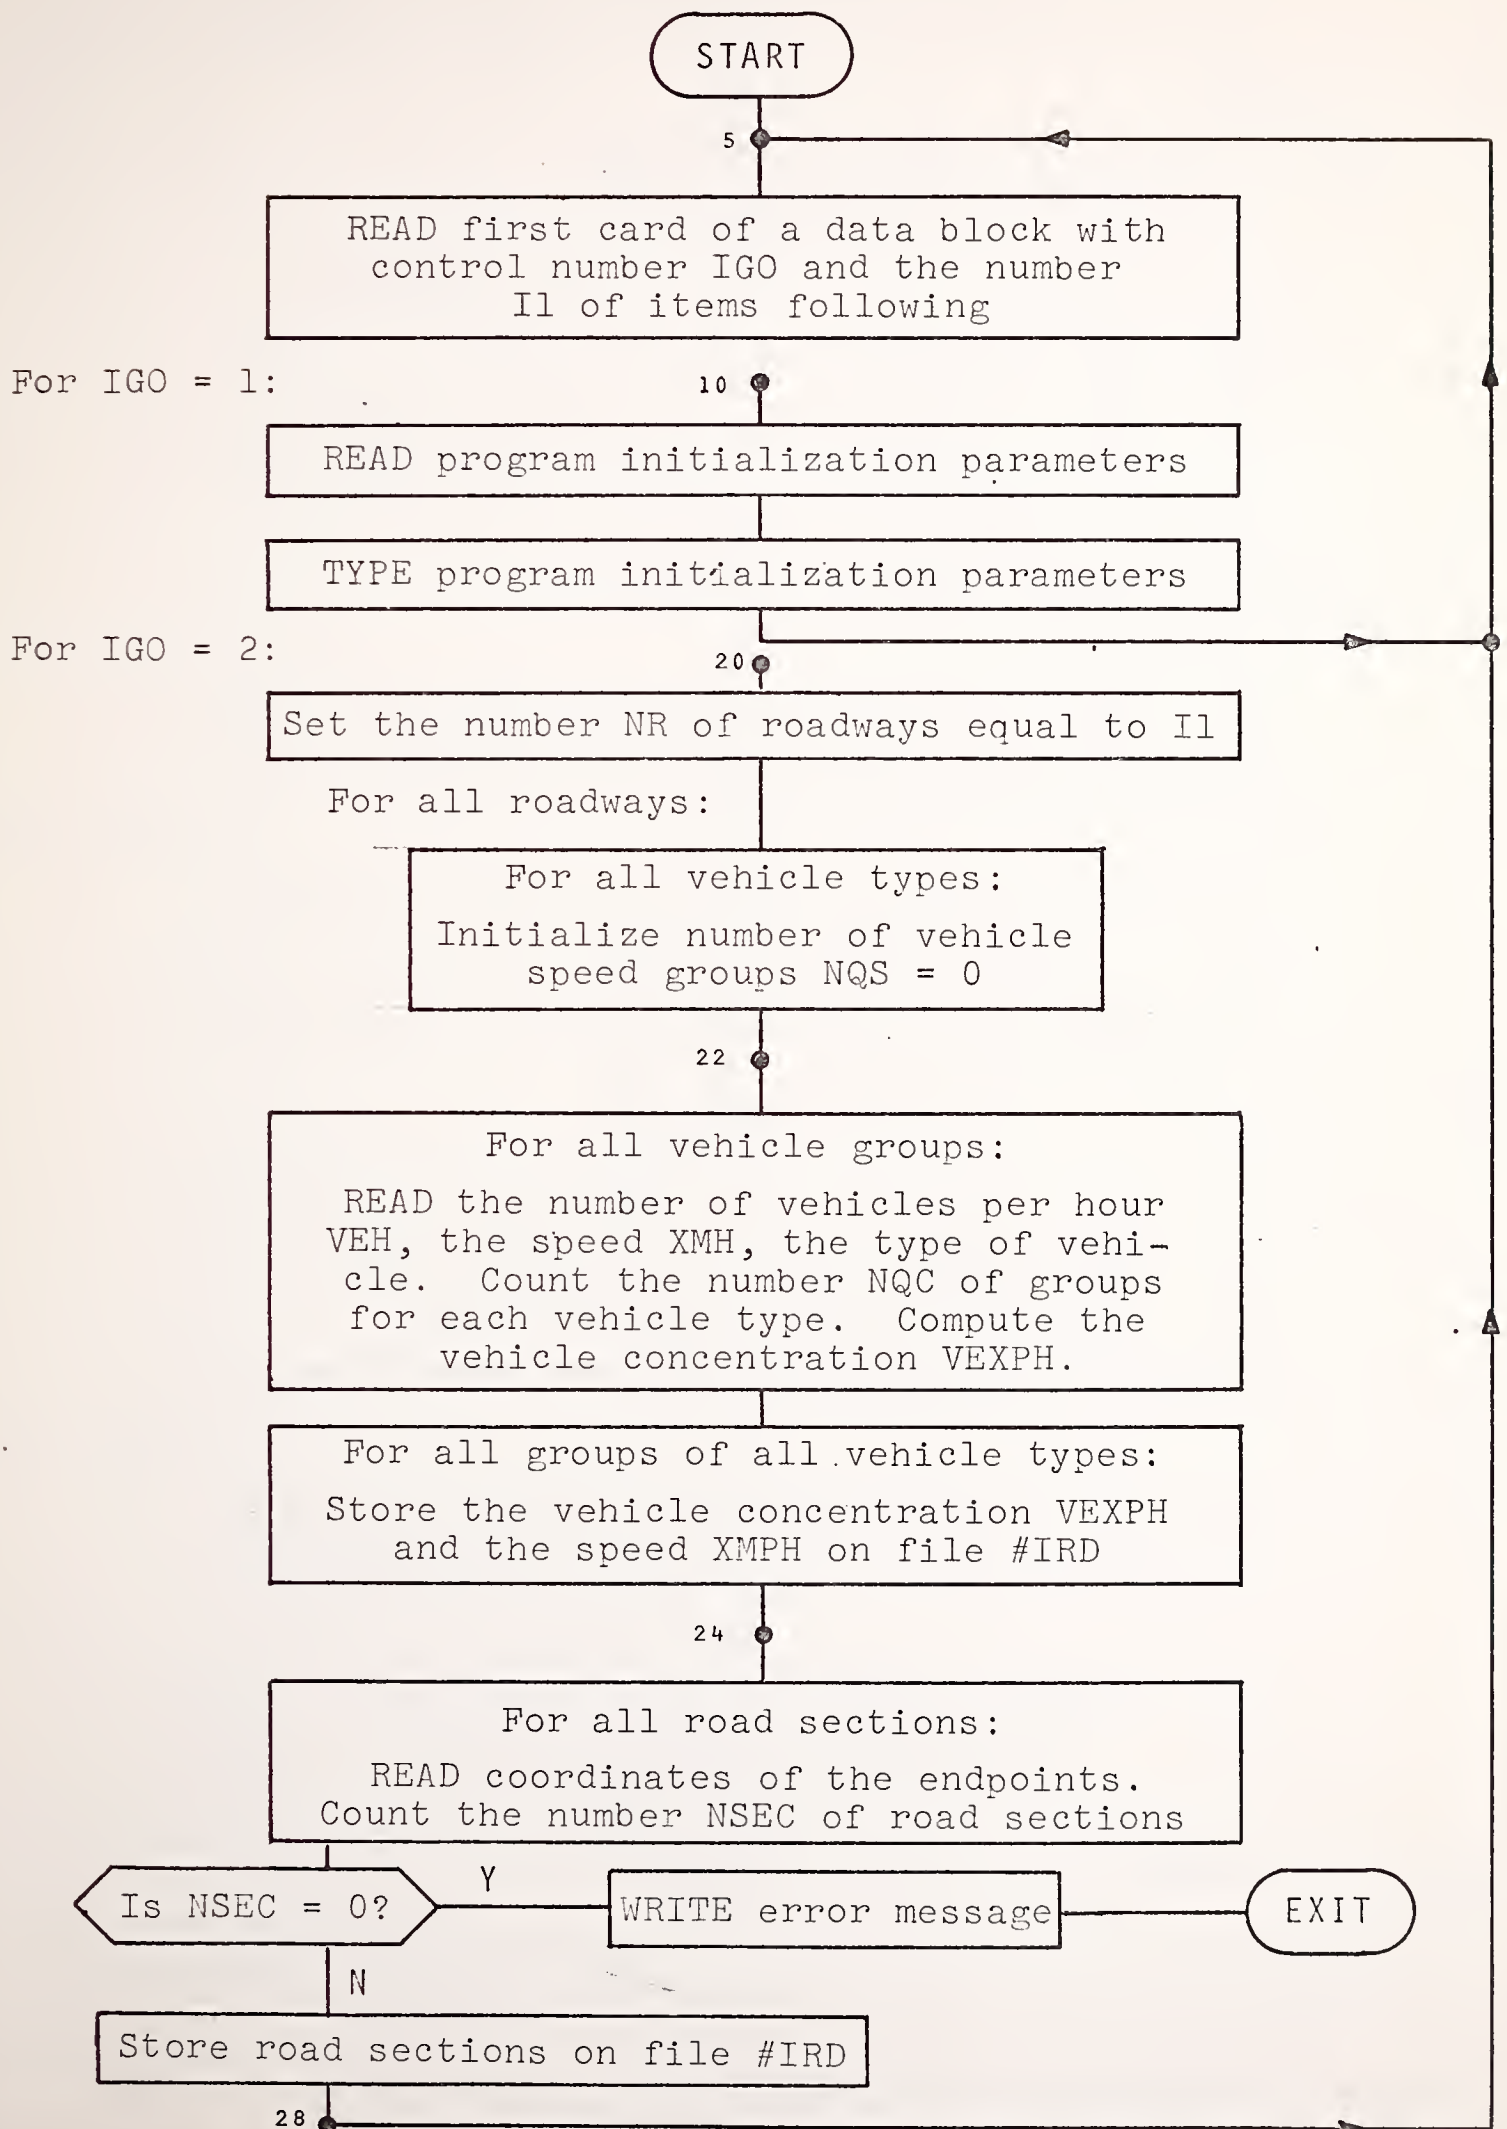 START
5
READ first card of a data block with
control number IGO and the number
I1 of items following
For IGO = 1:
10
READ program initialization parameters
TYPE program initialization parameters
For IGO = 2:
20
Set the number NR of roadways equal to I1
For all roadways:
For all vehicle types:
Initialize number of vehicle
speed groups NQS = 0
22
For all vehicle groups:
READ the number of vehicles per hour
VEH, the speed XMH, the type of vehi-
cle. Count the number NQC of groups
for each vehicle type. Compute the
vehicle concentration VEXPH.
For all groups of all vehicle types:
Store the vehicle concentration VEXPH
and the speed XMPH on file #IRD
24
For all road sections:
READ coordinates of the endpoints.
Count the number NSEC of road sections
Is NSEC = 0?
Y
WRITE error message
EXIT
N
Store road sections on file #IRD
28